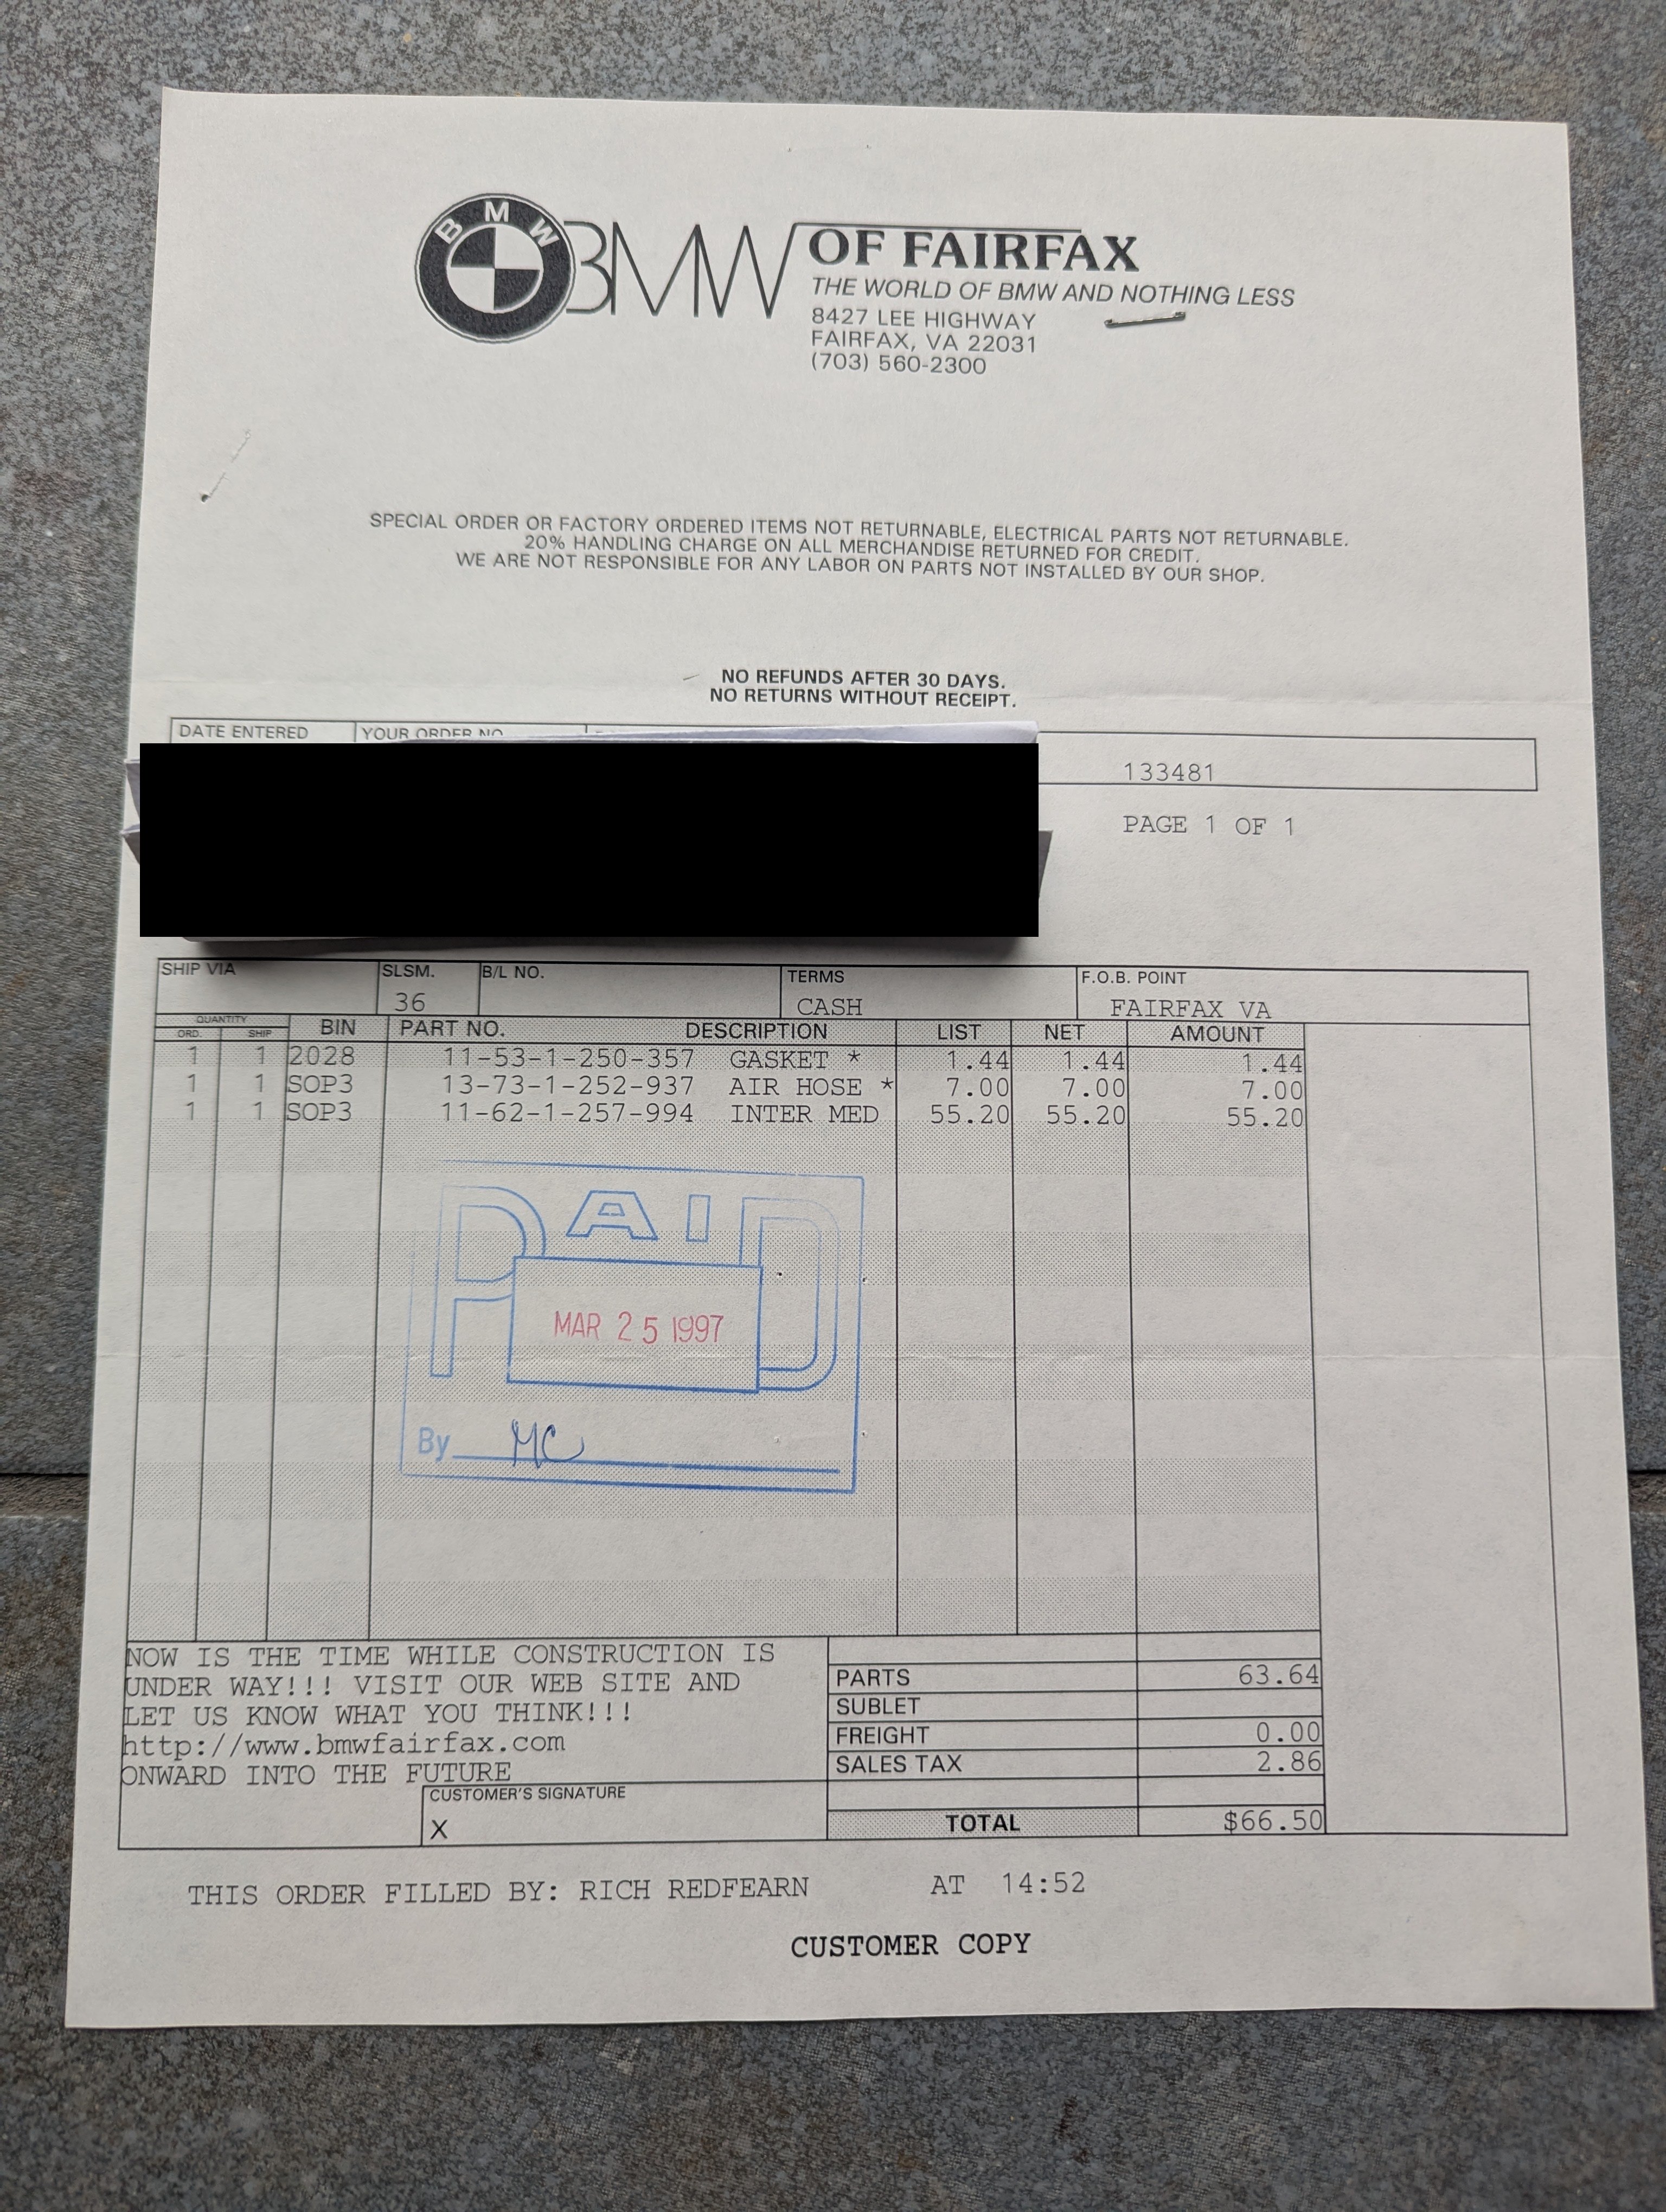 BMW
BMW OF FAIRFAX
THE WORLD OF BMW AND NOTHING LESS
8427 LEE HIGHWAY
FAIRFAX, VA 22031
(703) 560-2300
SPECIAL ORDER OR FACTORY ORDERED ITEMS NOT RETURNABLE, ELECTRICAL PARTS NOT RETURNABLE.
20% HANDLING CHARGE ON ALL MERCHANDISE RETURNED FOR CREDIT.
WE ARE NOT RESPONSIBLE FOR ANY LABOR ON PARTS NOT INSTALLED BY OUR SHOP.
NO REFUNDS AFTER 30 DAYS.
NO RETURNS WITHOUT RECEIPT.
DATE ENTERED YOUR ORDER NO.
133481
PAGE 1 OF 1
SHIP VIA SLSM. B/L NO. TERMS F.O.B. POINT
36 CASH FAIRFAX VA
QUANTITY
ORD. SHIP BIN PART NO. DESCRIPTION LIST NET AMOUNT
1 1 2028 11-53-1-250-357 GASKET * 1.44 1.44 1.44
1 1 SOP3 13-73-1-252-937 AIR HOSE * 7.00 7.00 7.00
1 1 SOP3 11-62-1-257-994 INTER MED 55.20 55.20 55.20
PAID
MAR 25 1997
By MC
NOW IS THE TIME WHILE CONSTRUCTION IS
UNDER WAY!!! VISIT OUR WEB SITE AND
LET US KNOW WHAT YOU THINK!!!
http://www.bmwfairfax.com
ONWARD INTO THE FUTURE
CUSTOMER'S SIGNATURE
X
PARTS 63.64
SUBLET
FREIGHT 0.00
SALES TAX 2.86
TOTAL $66.50
THIS ORDER FILLED BY: RICH REDFEARN AT 14:52
CUSTOMER COPY